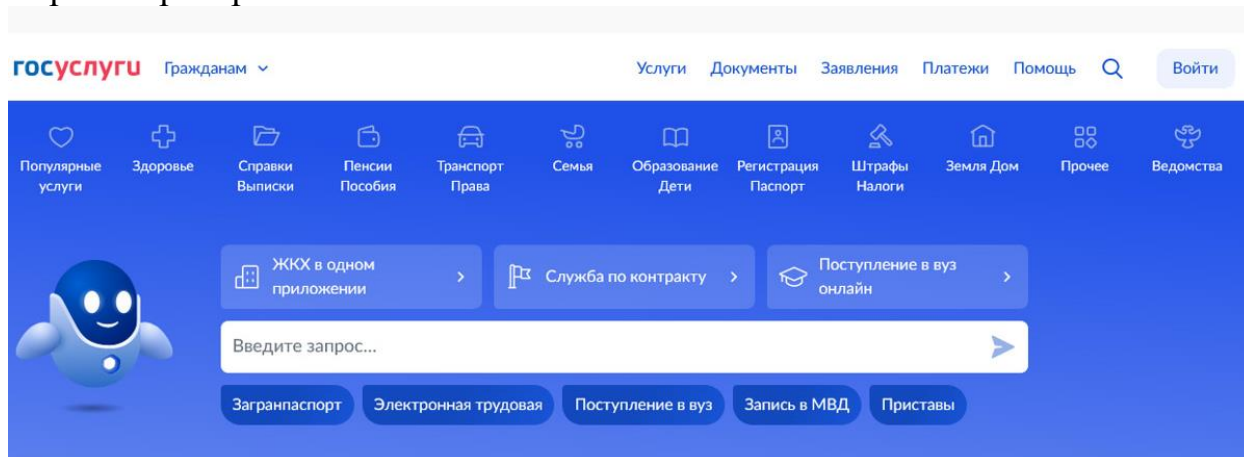 госуслуги Гражданам Услуги Документы Заявления Платежи Помощь Войти
Популярные услуги
Здоровье
Справки Выписки
Пенсии Пособия
Транспорт Права
Семья
Образование Дети
Регистрация Паспорт
Штрафы Налоги
Земля Дом
Прочее
Ведомства
ЖКХ в одном
приложении
Служба по контракту
Поступление в вуз
онлайн
Введите запрос...
Загранпаспорт Электронная трудовая Поступление в вуз Запись в МВД Приставы